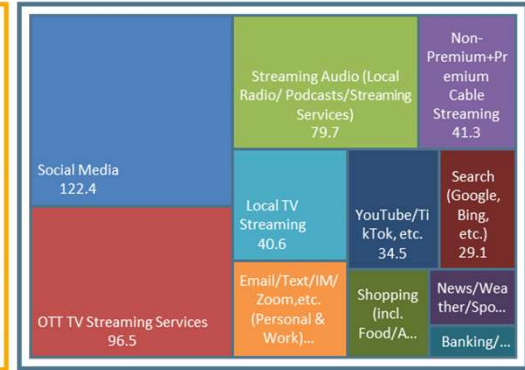 Social Media
122.4
OTT TV Streaming Services
96.5
Streaming Audio (Local
Radio/ Podcasts/Streaming
Services)
79.7
Non-
Premium+Pr
emium
Cable
Streaming
41.3
Local TV
Streaming
40.6
YouTube/Ti
kTok, etc.
34.5
Search
(Google,
Bing,
etc.)
29.1
Email/Text/IM/
Zoom,etc.
(Personal &
Work)...
Shopping
(incl.
Food/A...
News/Wea
ther/Spo...
Banking/...